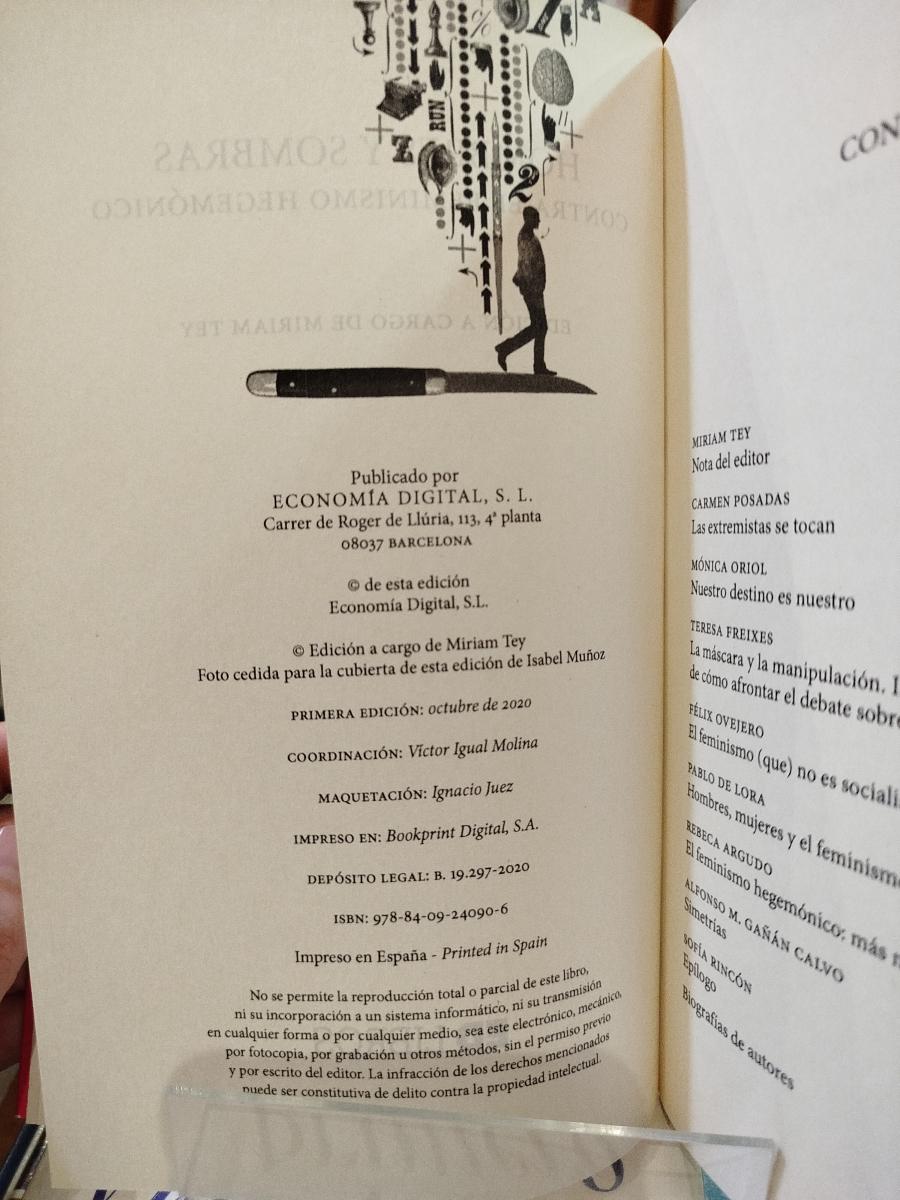 RUN
Z
2
Publicado por
ECONOMÍA DIGITAL, S. L.
Carrer de Roger de Llúria, 113, 4ª planta
08037 BARCELONA
© de esta edición
Economía Digital, S.L.
© Edición a cargo de Miriam Tey
Foto cedida para la cubierta de esta edición de Isabel Muñoz
PRIMERA EDICIÓN: octubre de 2020
COORDINACIÓN: Víctor Igual Molina
MAQUETACIÓN: Ignacio Juez
IMPRESO EN: Bookprint Digital, S.A.
DEPÓSITO LEGAL: B. 19.297-2020
ISBN: 978-84-09-24090-6
Impreso en España - Printed in Spain
No se permite la reproducción total o parcial de este libro,
ni su incorporación a un sistema informático, ni su transmisión
en cualquier forma o por cualquier medio, sea este electrónico, mecánico,
por fotocopia, por grabación u otros métodos, sin el permiso previo
y por escrito del editor. La infracción de los derechos mencionados
puede ser constitutiva de delito contra la propiedad intelectual.
CON
MIRIAM TEY
Nota del editor
CARMEN POSADAS
Las extremistas se tocan
MÓNICA ORIOL
Nuestro destino es nuestro
TERESA FREIXES
La máscara y la manipulación.
de cómo afrontar el debate sobre
FÉLIX OVEJERO
El feminismo (que) no es sociali
PABLO DE LORA
Hombres, mujeres y el feminismo
REBECA ARGUDO
El feminismo hegemónico: más
ALFONSO M. GAÑÁN CALVO
Simetrías
SOFÍA RINCÓN
Epílogo
Biografías de autores